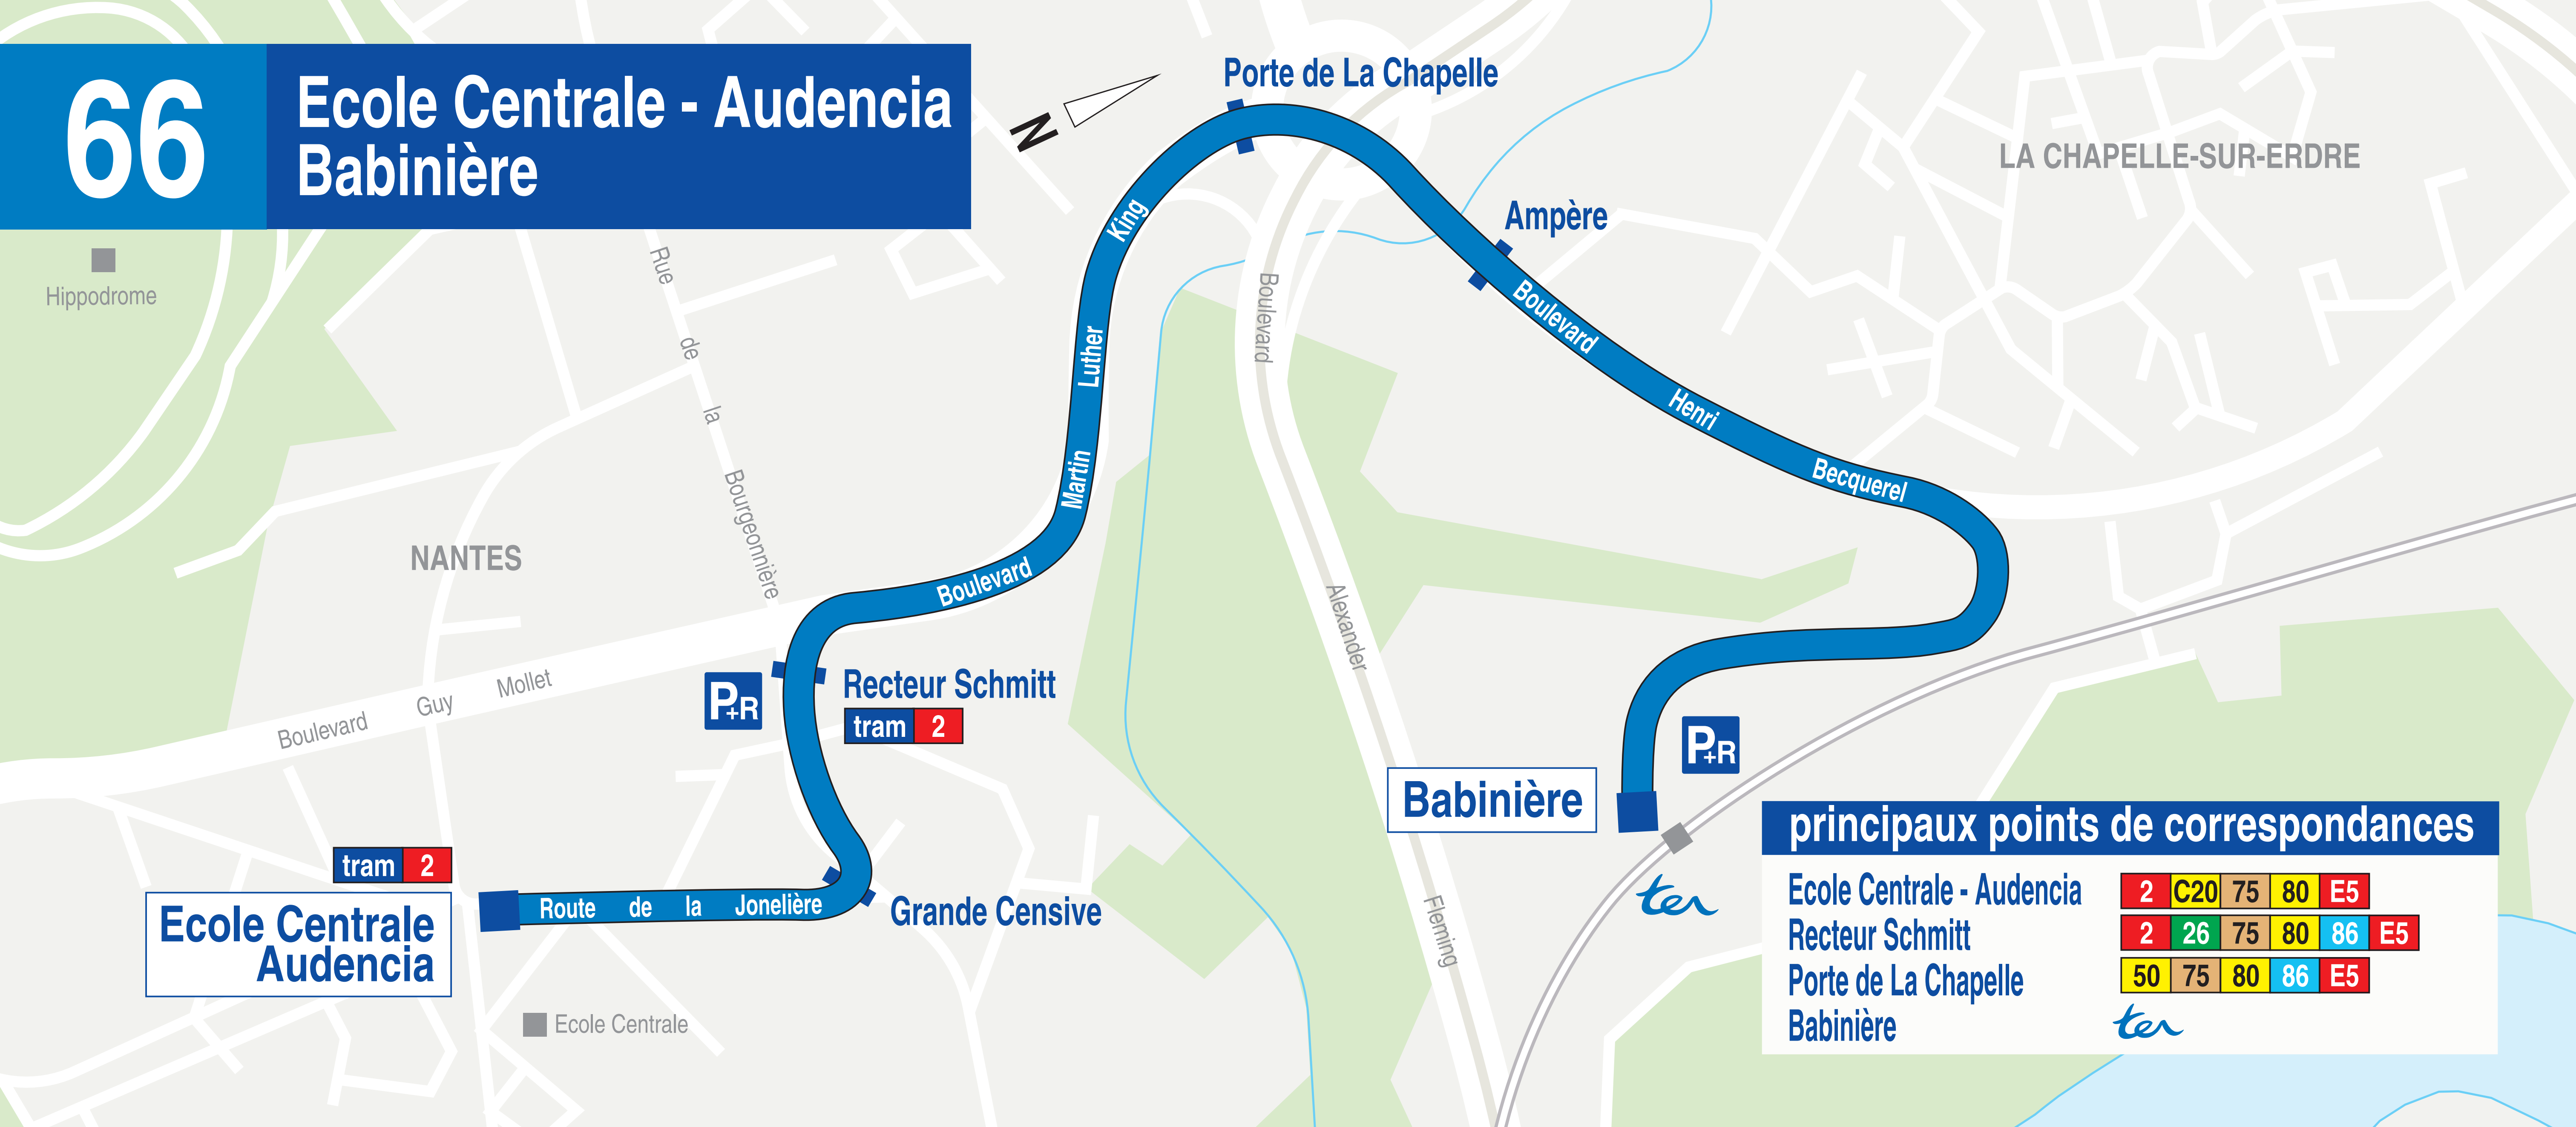 66
Ecole Centrale - Audencia
Babinière
N
Porte de La Chapelle
Ampère
LA CHAPELLE-SUR-ERDRE
Hippodrome
NANTES
Rue de la Bourgeonnière
Boulevard Guy Mollet
Boulevard Martin Luther King
Boulevard Henri Becquerel
Boulevard Alexander Fleming
P+R
Recteur Schmitt
tram 2
P+R
Babinière
ter
tram 2
Ecole Centrale
Audencia
Route de la Jonelière
Grande Censive
Ecole Centrale
principaux points de correspondances
Ecole Centrale - Audencia 2 C20 75 80 E5
Recteur Schmitt 2 26 75 80 86 E5
Porte de La Chapelle 50 75 80 86 E5
Babinière ter